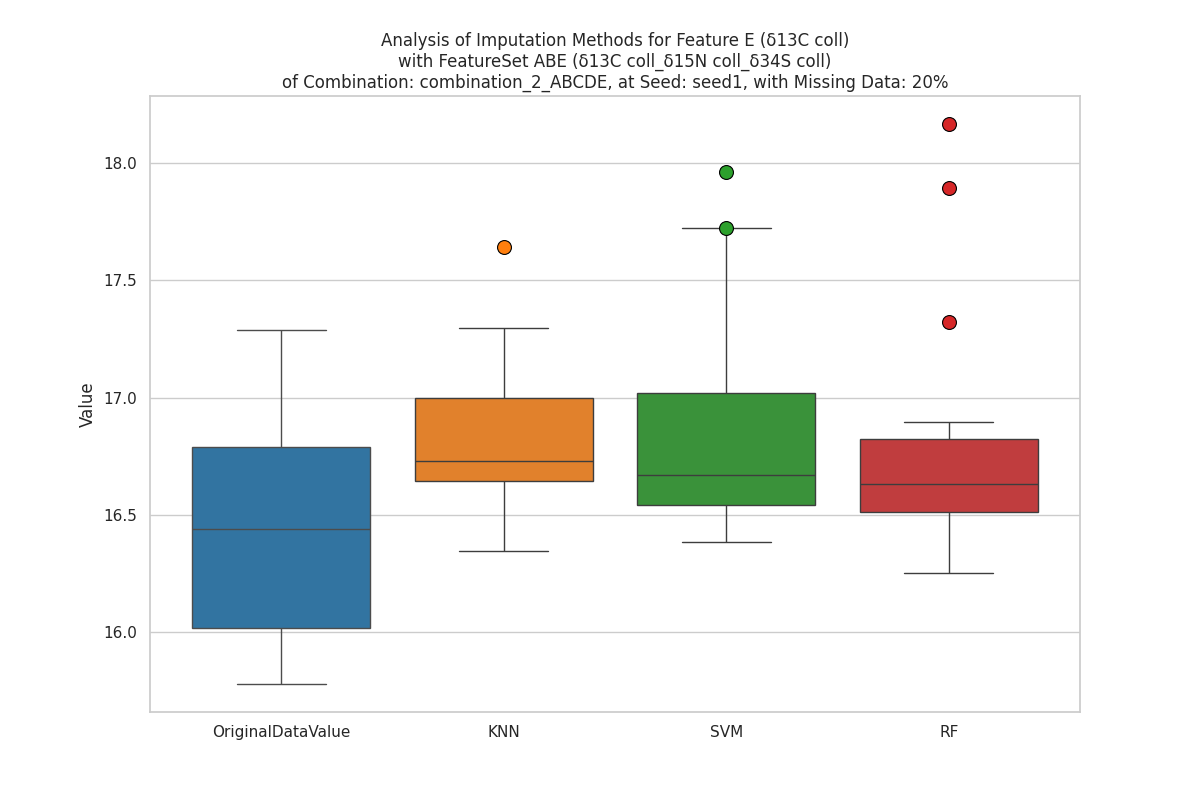 Analysis of Imputation Methods for Feature E (δ13C coll)
with FeatureSet ABE (δ13C coll_δ15N coll_δ34S coll)
of Combination: combination_2_ABCDE, at Seed: seed1, with Missing Data: 20%
18.0
17.5
17.0
16.5
16.0
Value
OriginalDataValue
KNN
SVM
RF